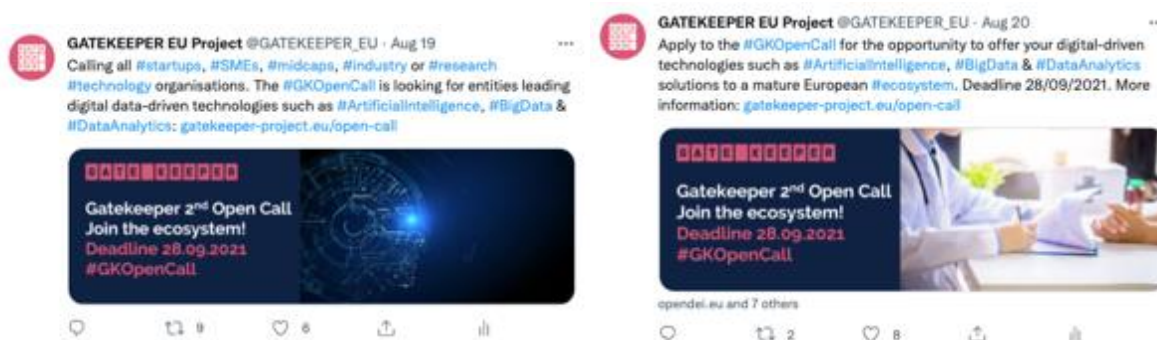 GATEKEEPER EU Project @GATEKEEPER_EU · Aug 19
Calling all #startups, #SMEs, #midcaps, #industry or #research
#technology organisations. The #GKOpenCall is looking for entities leading
digital data-driven technologies such as #ArtificialIntelligence, #BigData &
#DataAnalytics: gatekeeper-project.eu/open-call
GATE KEEPER
Gatekeeper 2nd Open Call
Join the ecosystem!
Deadline 28.09.2021
#GKOpenCall
9 6
GATEKEEPER EU Project @GATEKEEPER_EU · Aug 20
Apply to the #GKOpenCall for the opportunity to offer your digital-driven
technologies such as #ArtificialIntelligence, #BigData & #DataAnalytics
solutions to a mature European #ecosystem. Deadline 28/09/2021. More
information: gatekeeper-project.eu/open-call
GATE KEEPER
Gatekeeper 2nd Open Call
Join the ecosystem!
Deadline 28.09.2021
#GKOpenCall
opendei.eu and 7 others
2 8